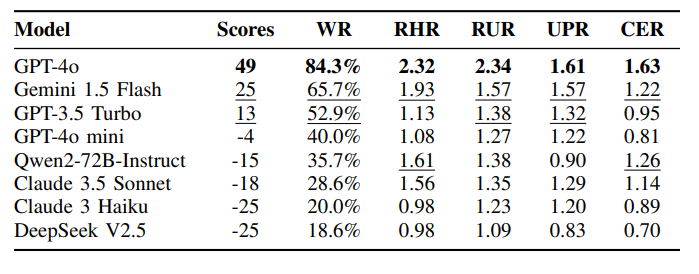 Model Scores WR RHR RUR UPR CER
GPT-4o 49 84.3% 2.32 2.34 1.61 1.63
Gemini 1.5 Flash 25 65.7% 1.93 1.57 1.57 1.22
GPT-3.5 Turbo 13 52.9% 1.13 1.38 1.32 0.95
GPT-4o mini -4 40.0% 1.08 1.27 1.22 0.81
Qwen2-72B-Instruct -15 35.7% 1.61 1.38 0.90 1.26
Claude 3.5 Sonnet -18 28.6% 1.56 1.35 1.29 1.14
Claude 3 Haiku -25 20.0% 0.98 1.23 1.20 0.89
DeepSeek V2.5 -25 18.6% 0.98 1.09 0.83 0.70